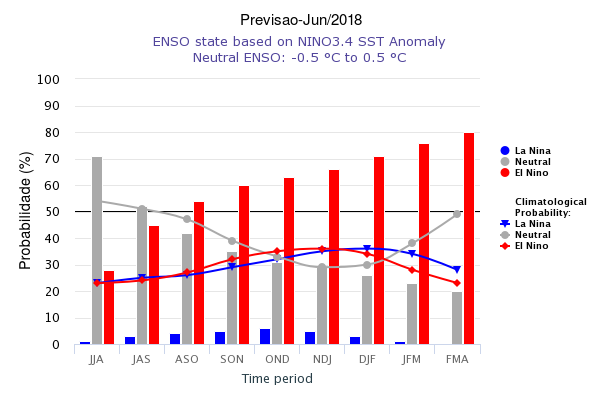 Previsao-Jun/2018
ENSO state based on NINO3.4 SST Anomaly
Neutral ENSO: -0.5 ºC to 0.5 ºC
Probabilidade (%)
100
90
80
70
60
50
40
30
20
10
0
JJA JAS ASO SON OND NDJ DJF JFM FMA
Time period
La Nina
Neutral
El Nino
Climatological
Probability:
La Nina
Neutral
El Nino